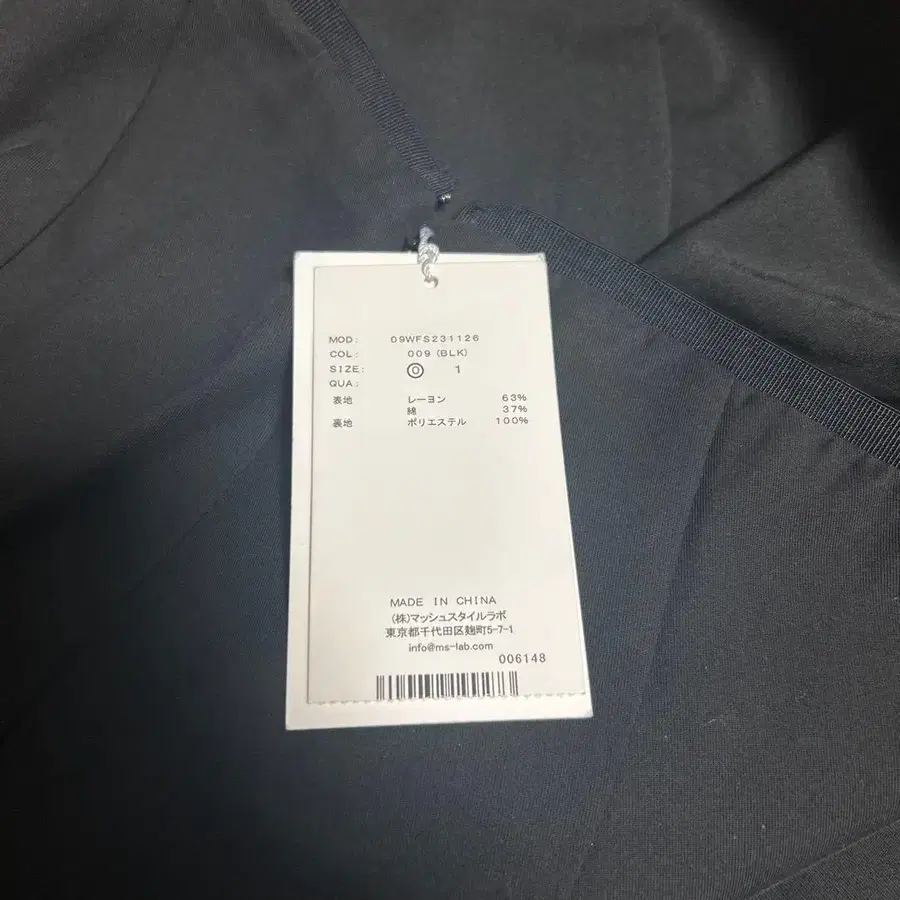 MOD: 09WFS231126
COL: 009 (BLK)
SIZE: 0 1
QUA:
表地 レーヨン 63%
綿 37%
裏地 ポリエステル 100%
MADE IN CHINA
(株)マッシュスタイルラボ
東京都千代田区麹町5-7-1
info@ms-lab.com
006148